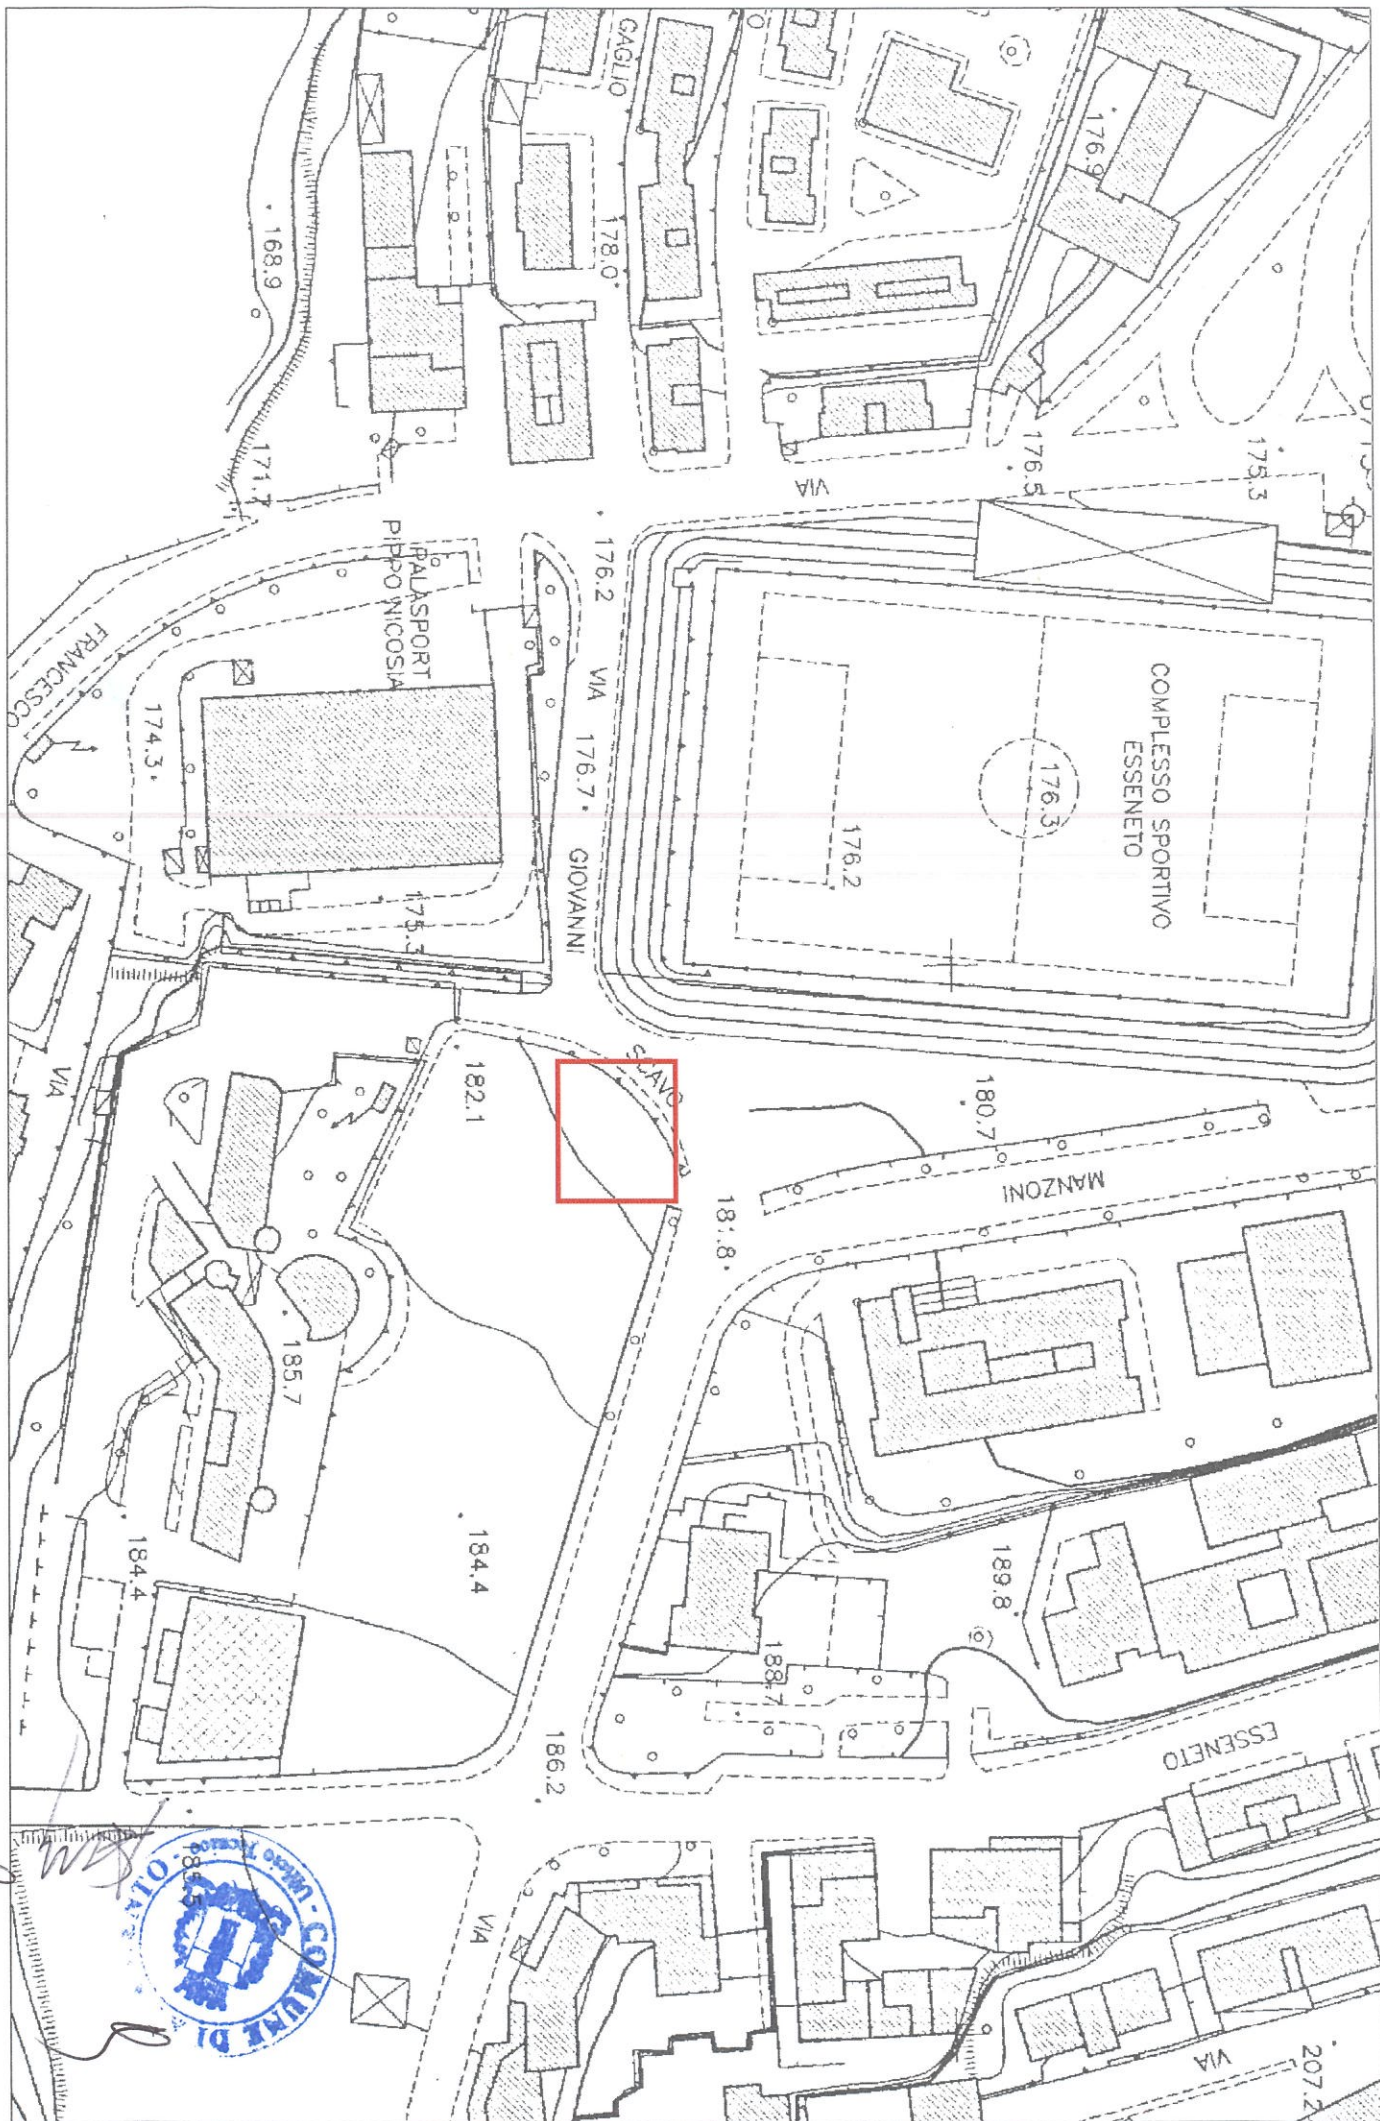 GAGLIO
178.0
168.9
171.7
176.9
VIA
176.5
175.3
176.2
PALASPORT
PIPPO NICOSIA
FRANCESCO
174.3
175.3
VIA
176.7
GIOVANNI
SCAVO
COMPLESSO SPORTIVO
ESSENETO
176.3
176.2
182.1
180.7
MANZONI
181.8
VIA
185.7
184.4
184.4
189.8
188.7
186.2
ESSENETO
VIA
VIA
207.2
COMUNE DI
Ufficio Tecnico